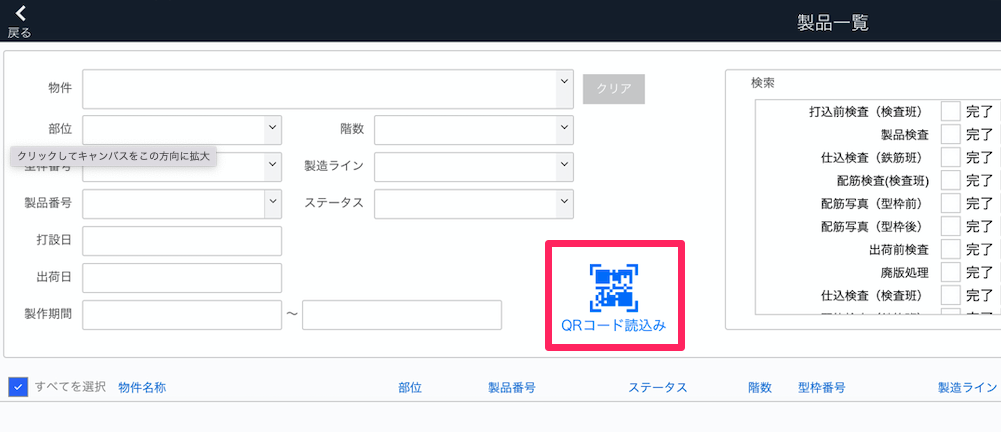 戻る
製品一覧
物件
クリア
検索
部位
階数
クリックしてキャンバスをこの方向に拡大
製造ライン
製品番号
ステータス
打設日
出荷日
製作期間
～
QRコード読込み
打込前検査（検査班） 完了
製品検査 完了
仕込検査（鉄筋班） 完了
配筋検査(検査班) 完了
配筋写真（型枠前） 完了
配筋写真（型枠後） 完了
出荷前検査 完了
廃版処理 完了
仕込検査（検査班） 完了
すべてを選択 物件名称 部位 製品番号 ステータス 階数 型枠番号 製造ライン